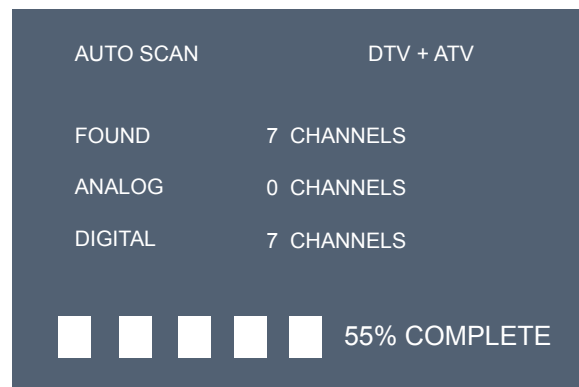 AUTO SCAN DTV + ATV
FOUND 7 CHANNELS
ANALOG 0 CHANNELS
DIGITAL 7 CHANNELS
55% COMPLETE